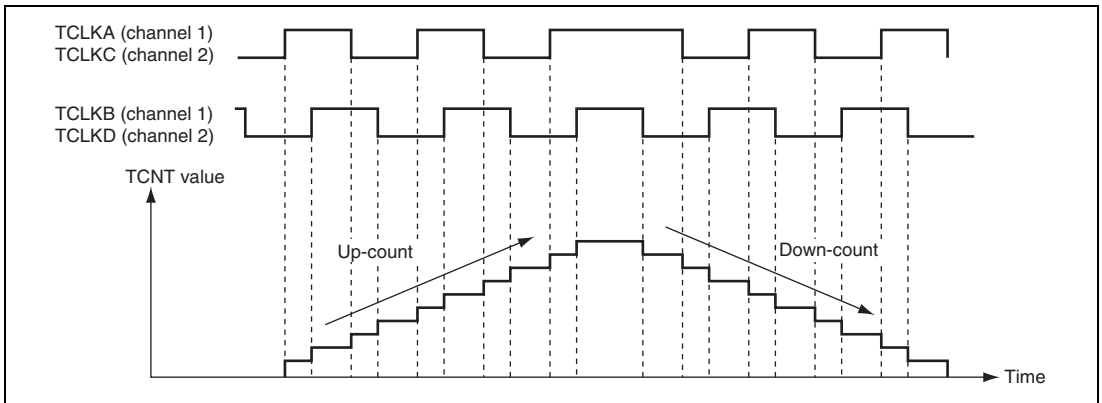 TCLKA (channel 1)
TCLKC (channel 2)
TCLKB (channel 1)
TCLKD (channel 2)
TCNT value
Up-count
Down-count
Time